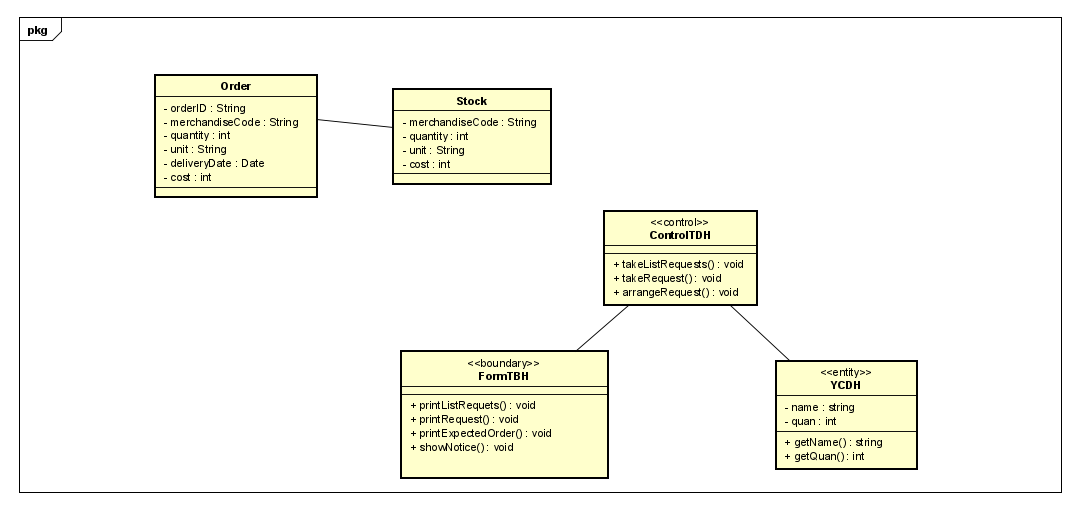 pkg
Order
- orderID : String
- merchandiseCode : String
- quantity : int
- unit : String
- deliveryDate : Date
- cost : int
Stock
- merchandiseCode : String
- quantity : int
- unit : String
- cost : int
<<control>>
ControlTDH
+ takeListRequests() : void
+ takeRequest() : void
+ arrangeRequest() : void
<<boundary>>
FormTBH
+ printListRequets() : void
+ printRequest() : void
+ printExpectedOrder() : void
+ showNotice() : void
<<entity>>
YCDH
- name : string
- quan : int
+ getName() : string
+ getQuan() : int